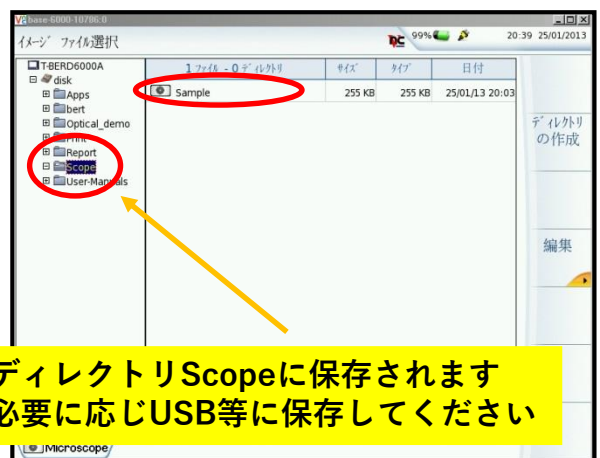 base-6000-10786:0
ｲﾒｰｼﾞ ﾌｧｲﾙ選択
99%
20:39 25/01/2013
T-BERD6000A
disk
Apps
bert
Optical_demo
Print
Report
Scope
User-Manuals
1 ﾌｧｲﾙ - 0 ﾃﾞｨﾚｸﾄﾘ ｻｲｽﾞ ﾀｲﾌﾟ 日付
Sample 255 KB 255 KB 25/01/13 20:03
ﾃﾞｨﾚｸﾄﾘ
の作成
編集
ディレクトリScopeに保存されます
必要に応じUSB等に保存してください
Microscope